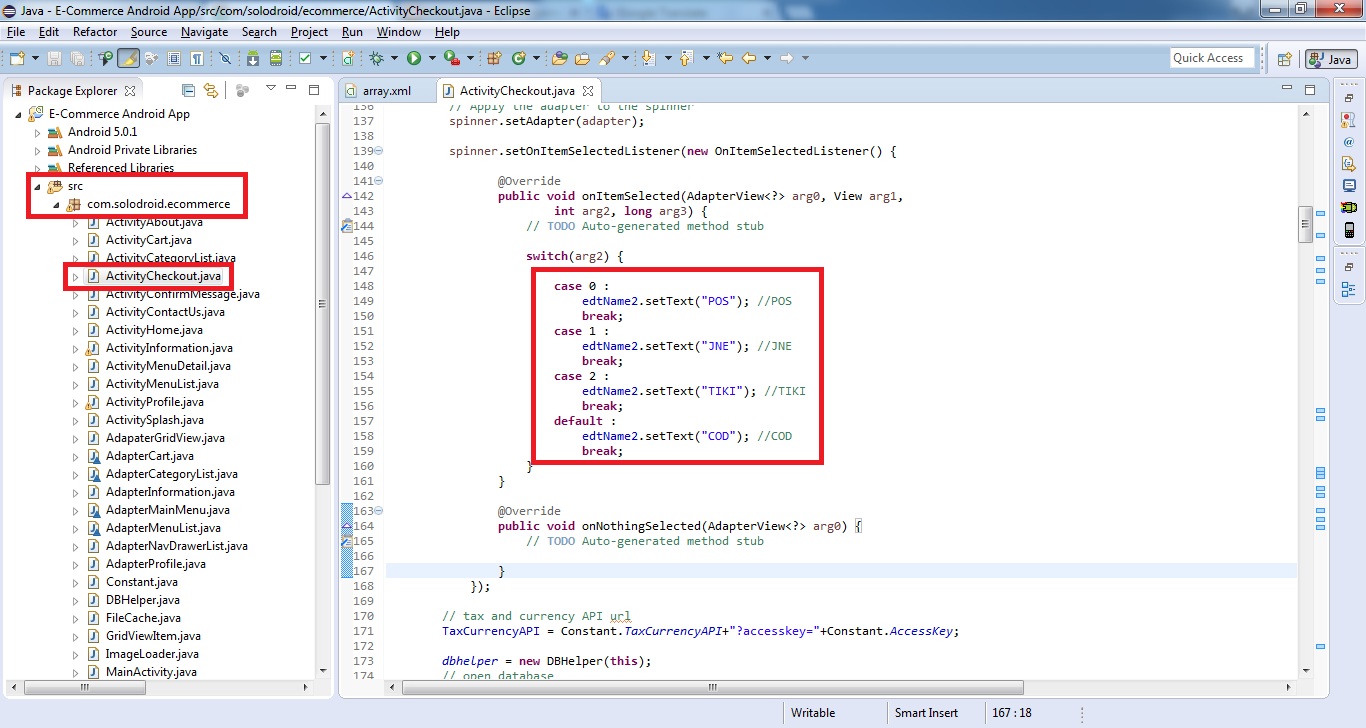 Java - E-Commerce Android App/src/com/solodroid/ecommerce/ActivityCheckout.java - Eclipse
File Edit Refactor Source Navigate Search Project Run Window Help
Quick Access
Java
Package Explorer
E-Commerce Android App
Android 5.0.1
Android Private Libraries
Referenced Libraries
src
com.solodroid.ecommerce
ActivityAbout.java
ActivityCart.java
ActivityCategoryList.java
ActivityCheckout.java
ActivityConfirmMessage.java
ActivityContactUs.java
ActivityHome.java
ActivityInformation.java
ActivityMenuDetail.java
ActivityMenuList.java
ActivityProfile.java
ActivitySplash.java
AdapaterGridView.java
AdapterCart.java
AdapterCategoryList.java
AdapterInformation.java
AdapterMainMenu.java
AdapterMenuList.java
AdapterNavDrawerList.java
AdapterProfile.java
Constant.java
DBHelper.java
FileCache.java
GridViewItem.java
ImageLoader.java
MainActivity.java
array.xml ActivityCheckout.java
136 // Apply the adapter to the spinner
137 spinner.setAdapter(adapter);
138
139 spinner.setOnItemSelectedListener(new OnItemSelectedListener() {
140
141 @Override
142 public void onItemSelected(AdapterView<?> arg0, View arg1,
143 int arg2, long arg3) {
144 // TODO Auto-generated method stub
145
146 switch(arg2) {
147
148 case 0 :
149 edtName2.setText("POS"); //POS
150 break;
151 case 1 :
152 edtName2.setText("JNE"); //JNE
153 break;
154 case 2 :
155 edtName2.setText("TIKI"); //TIKI
156 break;
157 default :
158 edtName2.setText("COD"); //COD
159 break;
160 }
161 }
162
163 @Override
164 public void onNothingSelected(AdapterView<?> arg0) {
165 // TODO Auto-generated method stub
166
167 }
168 });
169
170 // tax and currency API url
171 TaxCurrencyAPI = Constant.TaxCurrencyAPI+"?accesskey="+Constant.AccessKey;
172
173 dbhelper = new DBHelper(this);
174 // open database
Writable Smart Insert 167 : 18